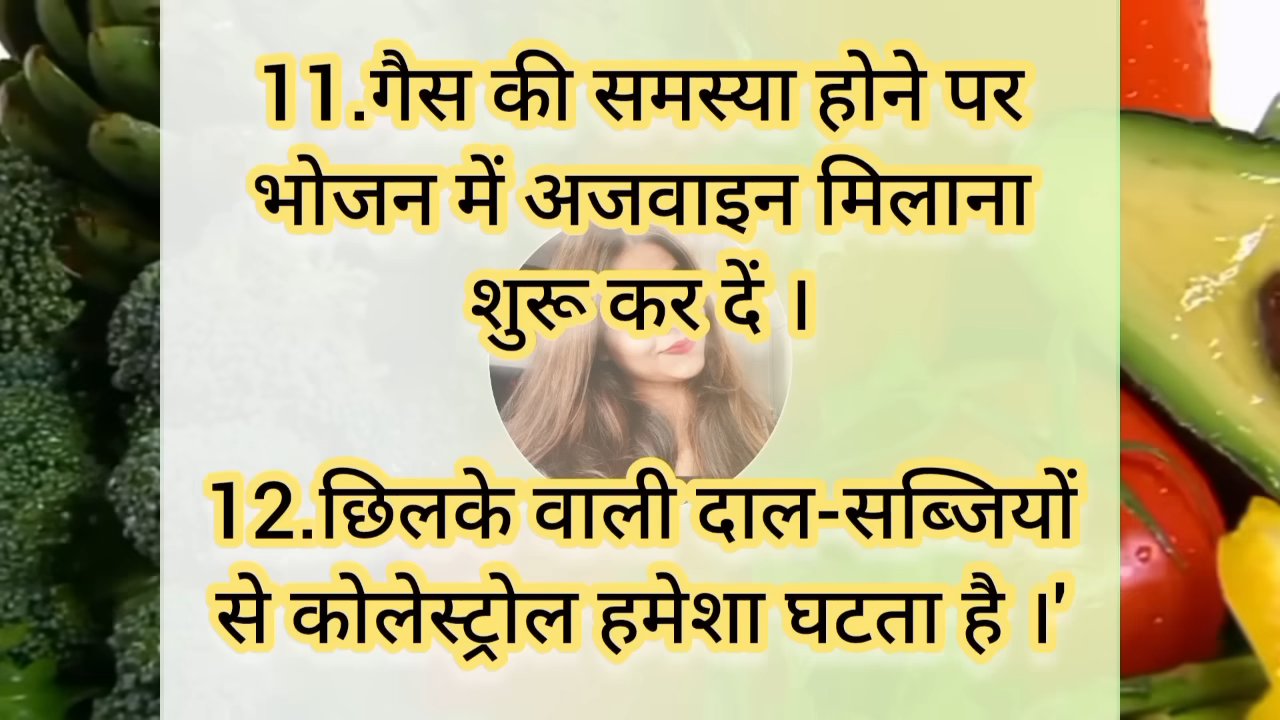 11.गैस की समस्या होने पर
भोजन में अजवाइन मिलाना
शुरू कर दें ।
12.छिलके वाली दाल-सब्जियों
से कोलेस्ट्रोल हमेशा घटता है ।'